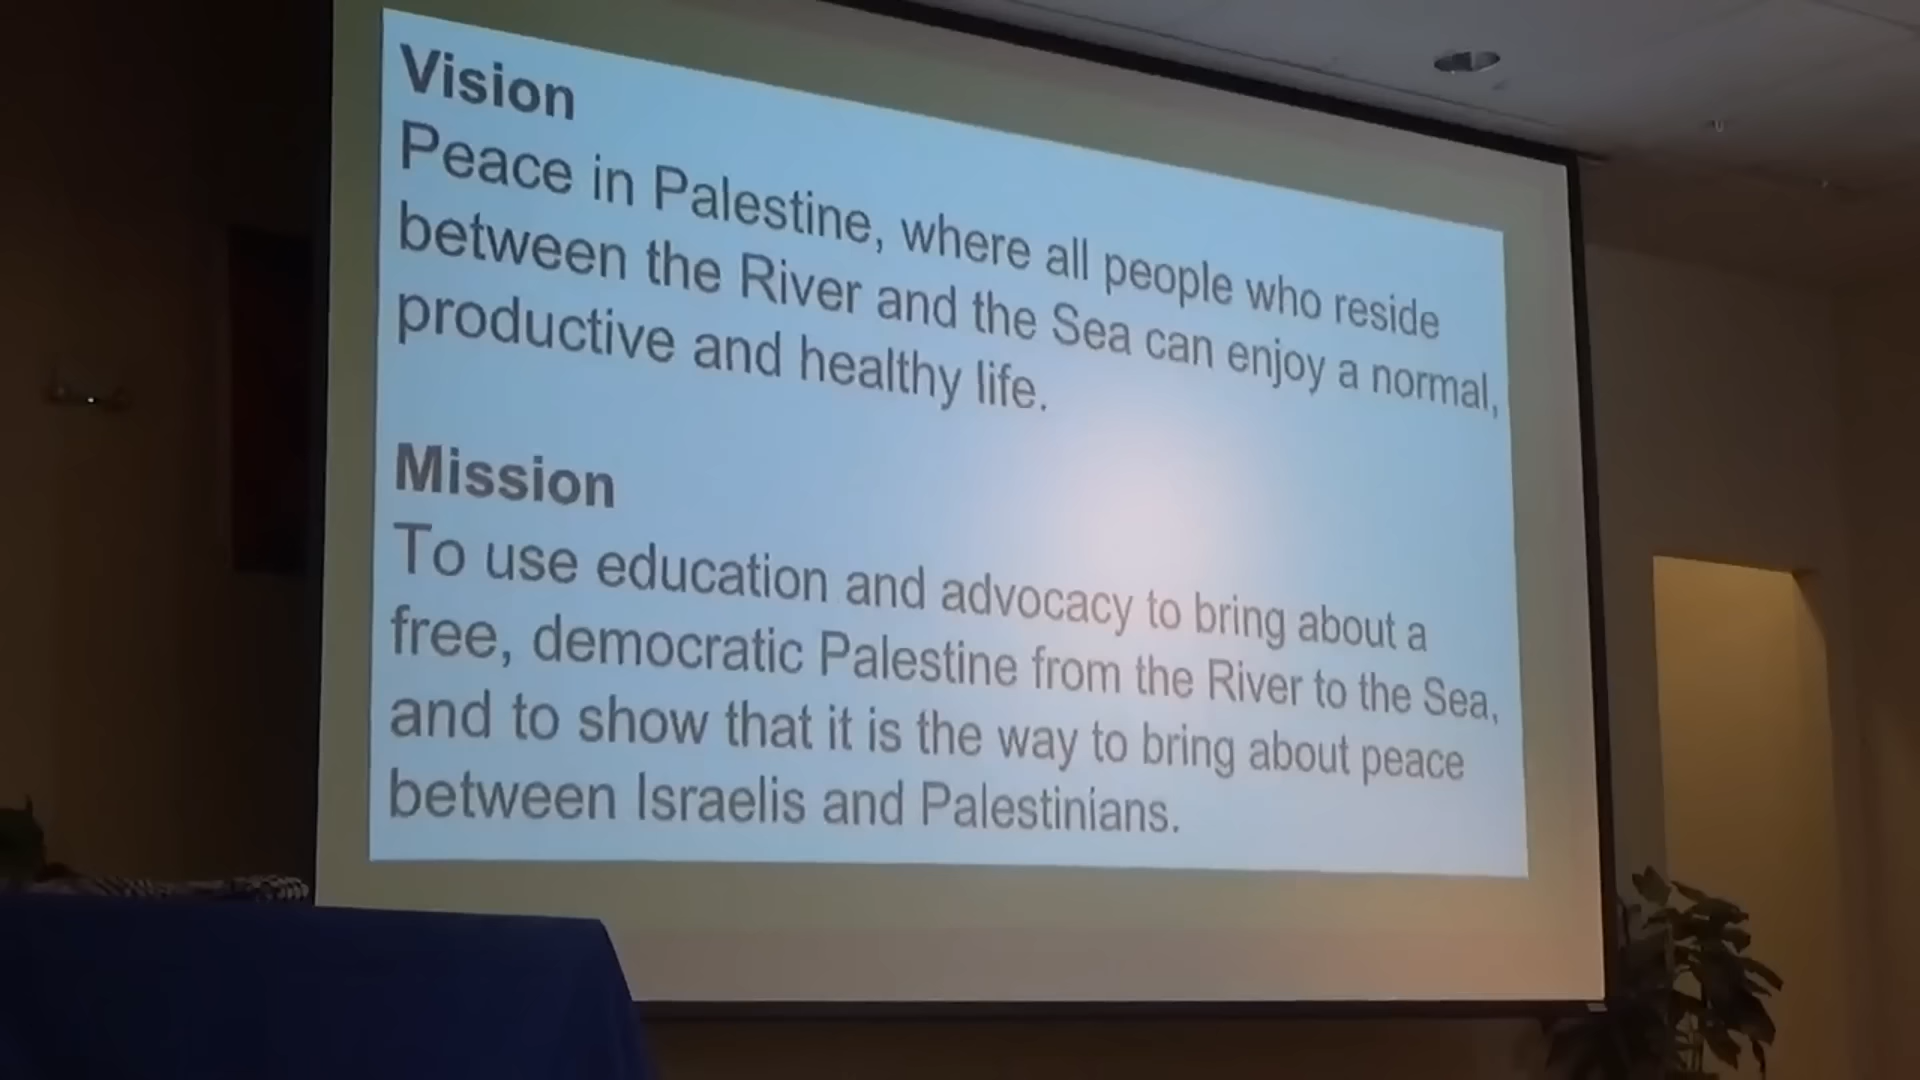 Vision
Peace in Palestine, where all people who reside
between the River and the Sea can enjoy a normal,
productive and healthy life.
Mission
To use education and advocacy to bring about a
free, democratic Palestine from the River to the Sea,
and to show that it is the way to bring about peace
between Israelis and Palestinians.